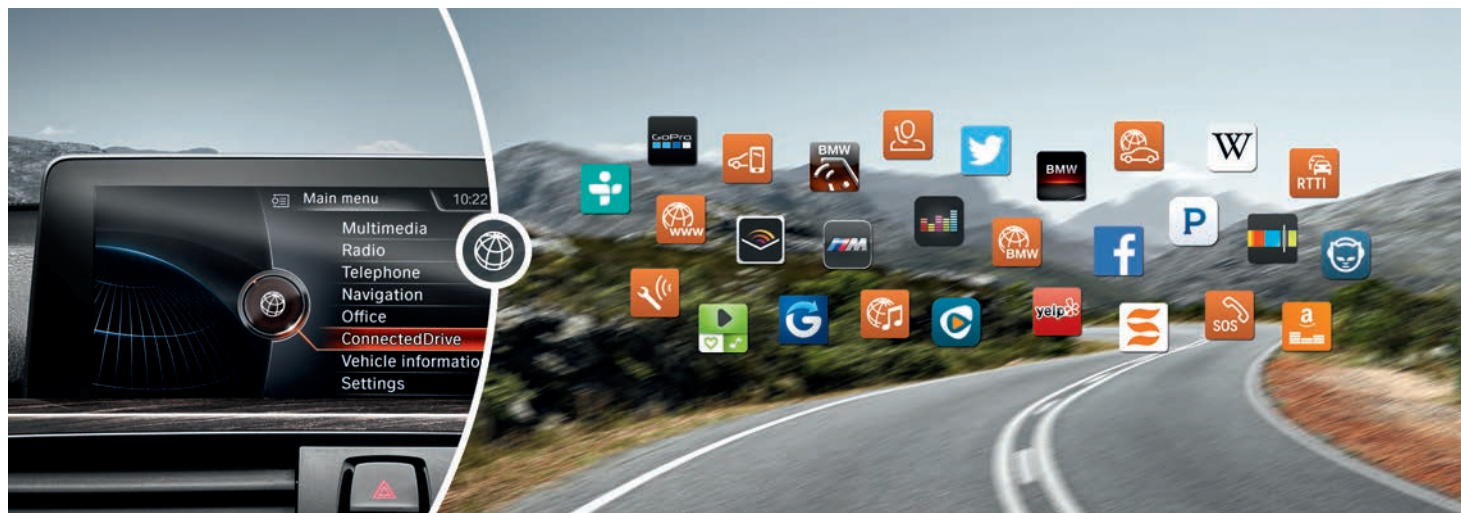 Main menu 10:22
Multimedia
Radio
Telephone
Navigation
Office
ConnectedDrive
Vehicle informatio
Settings
GoPro
BMW
BMW
W
RTTI
www
M
BMW
f
P
G
yelp
SOS
a